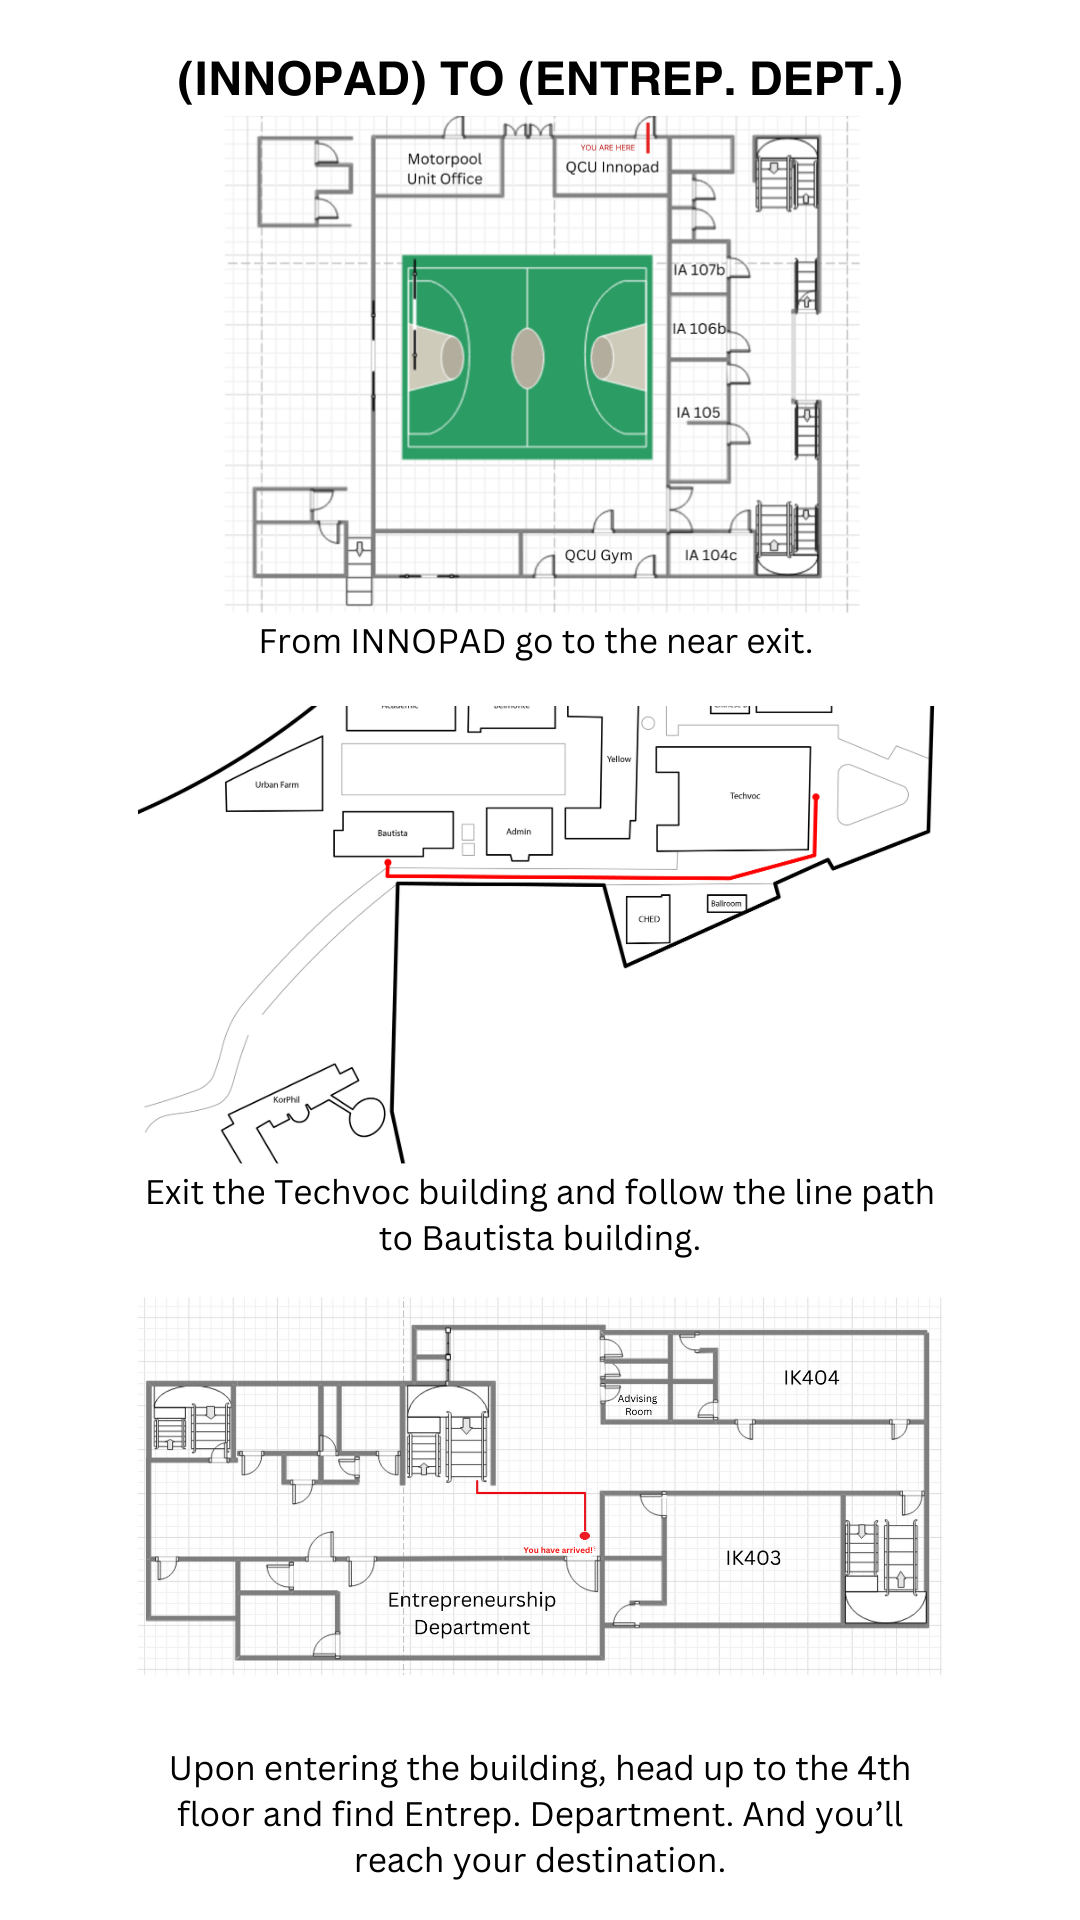 (INNOPAD) TO (ENTREP. DEPT.)
Motorpool
Unit Office
YOU ARE HERE
QCU Innopad
IA 107b
IA 106b
IA 105
QCU Gym
IA 104c
From INNOPAD go to the near exit.
Academic
Belmonte
Yellow
Urban Farm
Techvoc
Bautista
Admin
CHED
Ballroom
KorPhil
Exit the Techvoc building and follow the line path
to Bautista building.
IK404
Advising
Room
You have arrived!
IK403
Entrepreneurship
Department
Upon entering the building, head up to the 4th
floor and find Entrep. Department. And you’ll
reach your destination.